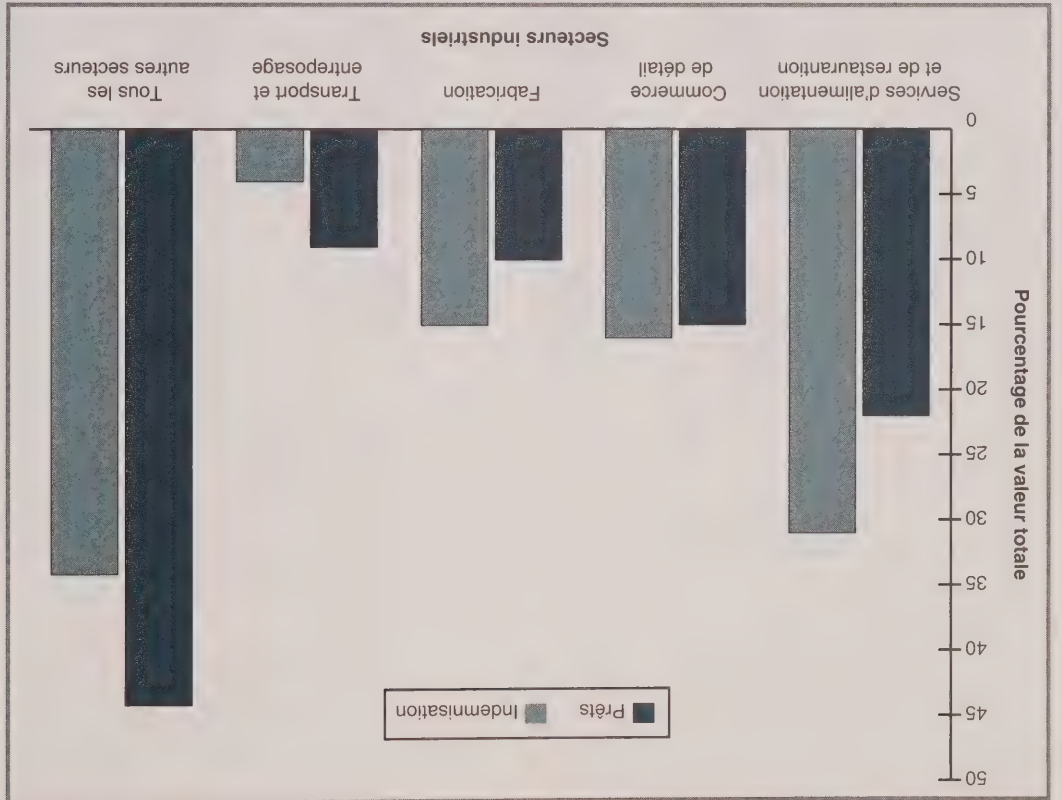 50
45
40
35
30
25
20
15
10
5
0
Pourcentage de la valeur totale
Prêts
Indemnisation
Services d'alimentation
et de restaurantion
Commerce
de détail
Fabrication
Transport et
entreposage
Tous les
autres secteurs
Secteurs industriels